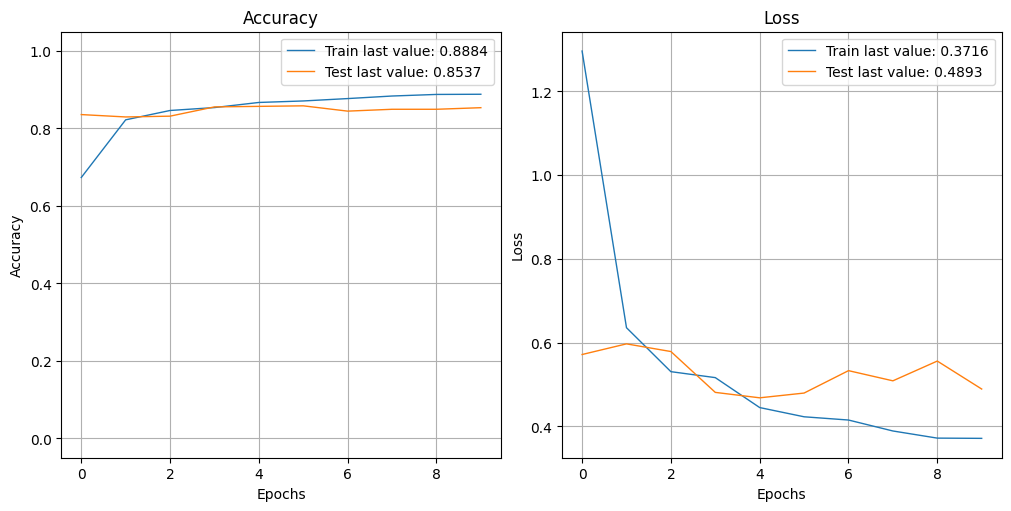 Accuracy
Train last value: 0.8884
Test last value: 0.8537
1.0
0.8
0.6
0.4
0.2
0.0
Accuracy
0
2
4
6
8
Epochs
Loss
Train last value: 0.3716
Test last value: 0.4893
1.2
1.0
0.8
0.6
0.4
Loss
0
2
4
6
8
Epochs